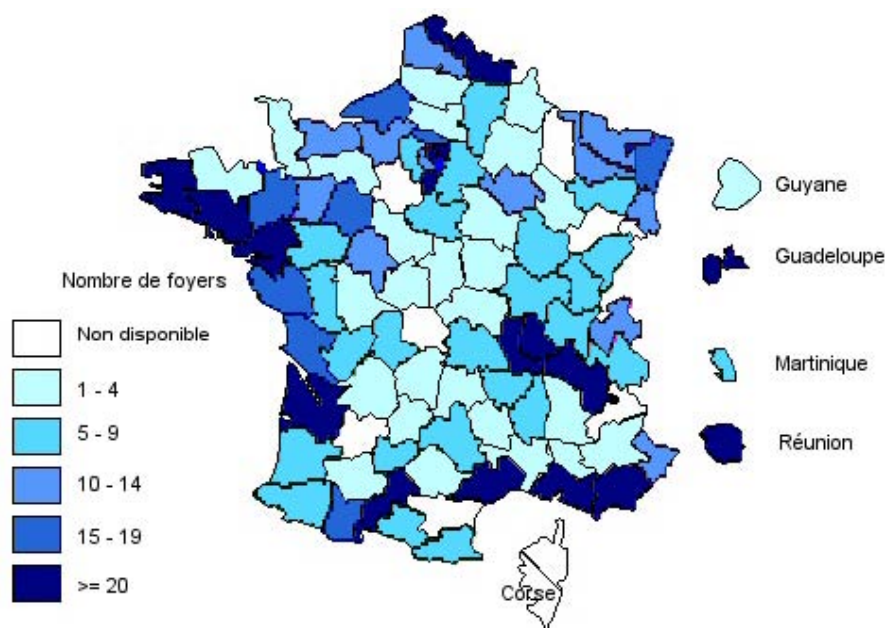 Nombre de foyers
Non disponible
1 - 4
5 - 9
10 - 14
15 - 19
>= 20
Guyane
Guadeloupe
Martinique
Réunion
Corse